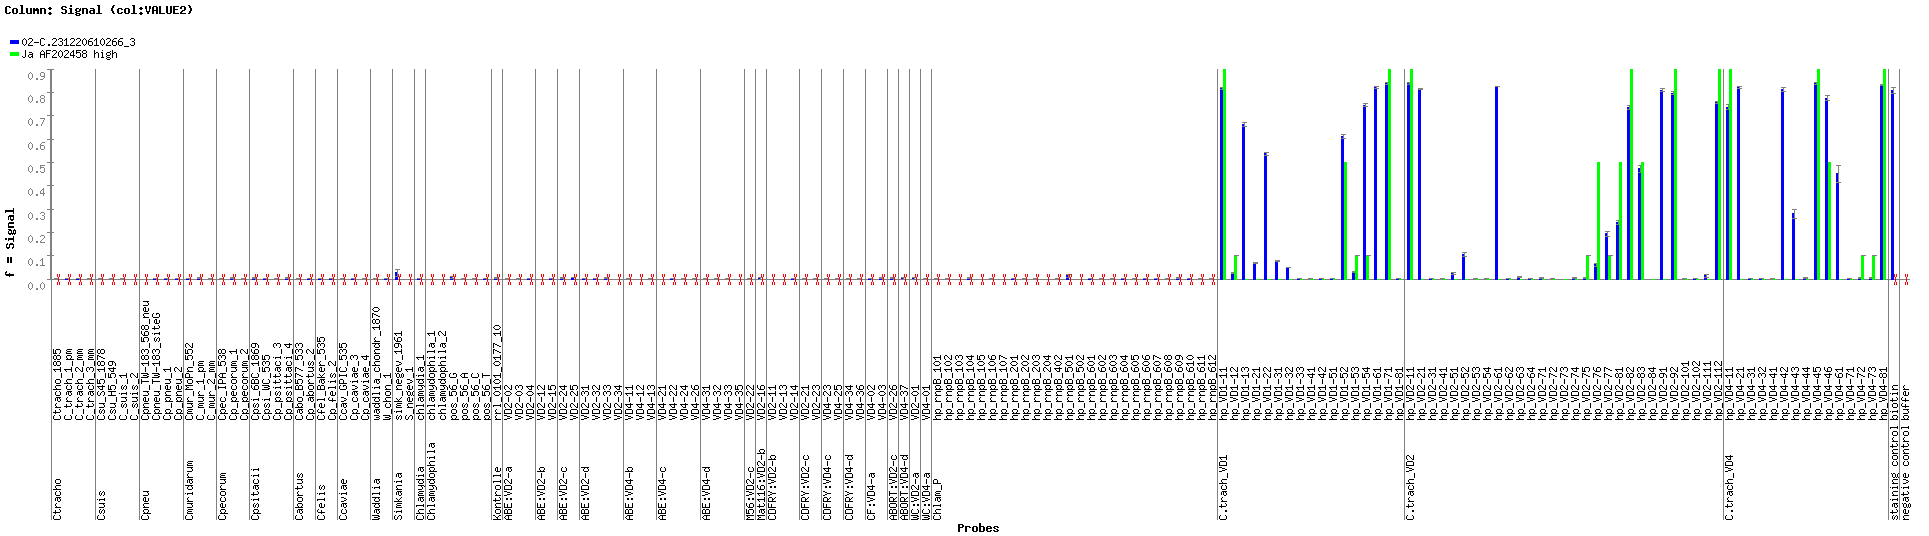 Column: Signal (col:VALUE2)
02-C.231220610266_3
Ja AF202458 high
0.9
0.8
0.7
0.6
0.5
0.4
0.3
0.2
0.1
0.0
f = Signal
Ctracho_1885
C_trach_1_pm
C_trach_2_mm
C_trach_3_mm
Csu_S45_1878
Csu_H5_549
C_suis_1
C_suis_2
Cpneu_TW-183_568_neu
Cpneu_TW-183_siteG
Cp_pneu_1
Cp_pneu_2
Cmur_MoPn_552
C_mur_1_pm
C_mur_2_mm
Cpec_TPA_538
Cp_pecorum_1
Cp_pecorum_2
Cpsi_6BC_1869
Cpsi_WC_535
Cp_psittaci_3
Cp_psittaci_4
Cabo_B577_533
Cp_abortus_2
Cfel_Baker_535
Cp_felis_2
Ccav_GPIC_535
Cp_caviae_3
Cp_caviae_4
waddlia_chondr_1870
W_chon_1
simk_negev_1961
S_negev_1
chlamydia_1
chlamydophila_1
chlamydophila_2
pos_56_G
pos_56_A
pos_56_C
pos_56_T
rrl_0101_0177_10
VD2-02
VD2-03
VD2-04
VD2-12
VD2-15
VD2-24
VD2-25
VD2-31
VD2-32
VD2-33
VD2-34
VD4-11
VD4-12
VD4-13
VD4-21
VD4-22
VD4-24
VD4-26
VD4-31
VD4-32
VD4-33
VD4-35
VD2-22
VD2-16
VD2-11
VD2-13
VD2-14
VD2-21
VD2-23
VD4-23
VD4-25
VD4-34
VD4-36
VD4-02
VD4-03
VD2-26
VD4-37
VD2-01
VD4-01
hp_rnpB_101
hp_rnpB_102
hp_rnpB_103
hp_rnpB_104
hp_rnpB_105
hp_rnpB_106
hp_rnpB_107
hp_rnpB_201
hp_rnpB_202
hp_rnpB_203
hp_rnpB_204
hp_rnpB_402
hp_rnpB_501
hp_rnpB_502
hp_rnpB_601
hp_rnpB_602
hp_rnpB_603
hp_rnpB_604
hp_rnpB_605
hp_rnpB_606
hp_rnpB_607
hp_rnpB_608
hp_rnpB_609
hp_rnpB_610
hp_rnpB_611
hp_rnpB_612
hp_VD1-11
hp_VD1-12
hp_VD1-13
hp_VD1-21
hp_VD1-22
hp_VD1-31
hp_VD1-32
hp_VD1-33
hp_VD1-41
hp_VD1-42
hp_VD1-51
hp_VD1-52
hp_VD1-53
hp_VD1-54
hp_VD1-61
hp_VD1-71
hp_VD1-81
hp_VD2-11
hp_VD2-21
hp_VD2-31
hp_VD2-41
hp_VD2-51
hp_VD2-52
hp_VD2-53
hp_VD2-54
hp_VD2-61
hp_VD2-62
hp_VD2-63
hp_VD2-64
hp_VD2-71
hp_VD2-72
hp_VD2-73
hp_VD2-74
hp_VD2-75
hp_VD2-76
hp_VD2-77
hp_VD2-81
hp_VD2-82
hp_VD2-83
hp_VD2-84
hp_VD2-91
hp_VD2-92
hp_VD2-101
hp_VD2-102
hp_VD2-111
hp_VD2-112
hp_VD4-11
hp_VD4-21
hp_VD4-31
hp_VD4-32
hp_VD4-41
hp_VD4-42
hp_VD4-43
hp_VD4-44
hp_VD4-45
hp_VD4-46
hp_VD4-61
hp_VD4-71
hp_VD4-72
hp_VD4-73
hp_VD4-81
staining control biotin
negative control buffer
Ctracho
Csuis
Cpneu
Cmuridarum
Cpecorum
Cpsitacii
Cabortus
Cfelis
Ccaviae
Waddlia
Simkania
Chlamydia
Chlamydophila
Kontrolle
ABE:VD2-a
ABE:VD2-b
ABE:VD2-c
ABE:VD2-d
ABE:VD4-b
ABE:VD4-c
ABE:VD4-d
M56:VD2-c
Mat116:VD2-b
CDFRY:VD2-b
CDFRY:VD2-c
CDFRY:VD4-c
CDFRY:VD4-d
CF:VD4-a
ABORT:VD2-c
ABORT:VD4-d
WC:VD2-a
WC:VD4-a
Chlam_P
C.trach_VD1
C.trach_VD2
C.trach_VD4
Probes